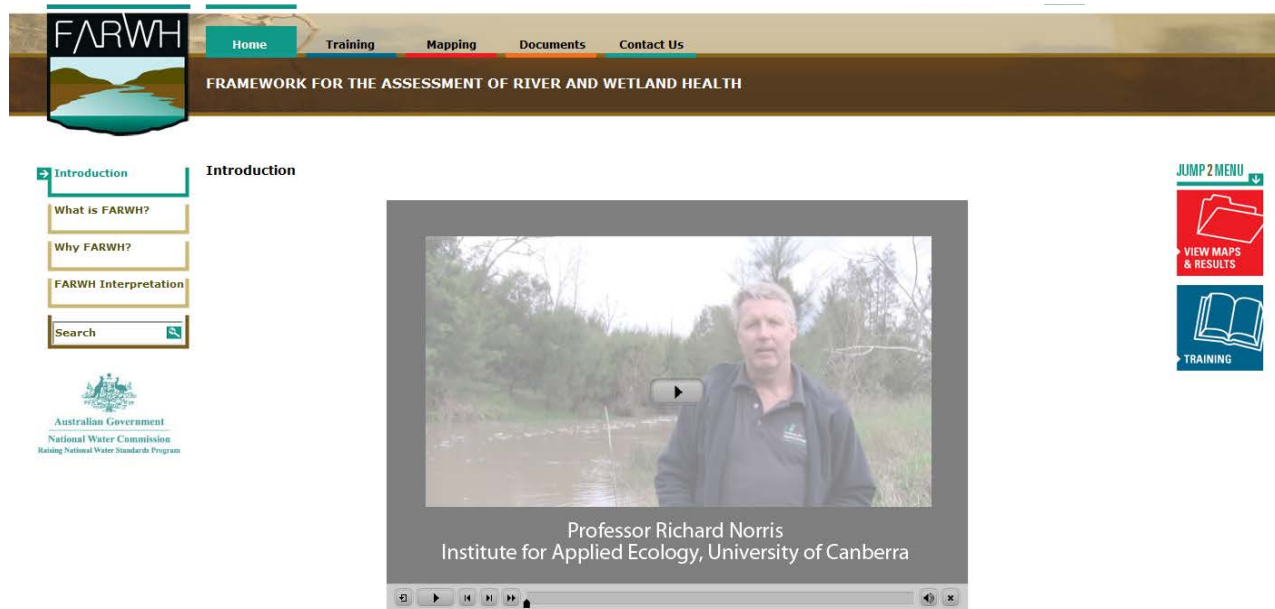 FARWH
Home Training Mapping Documents Contact Us
FRAMEWORK FOR THE ASSESSMENT OF RIVER AND WETLAND HEALTH
Introduction
What is FARWH?
Why FARWH?
FARWH Interpretation
Search
Australian Government
National Water Commission
Raising National Water Standards Program
Introduction
Professor Richard Norris
Institute for Applied Ecology, University of Canberra
JUMP 2 MENU
VIEW MAPS
& RESULTS
TRAINING